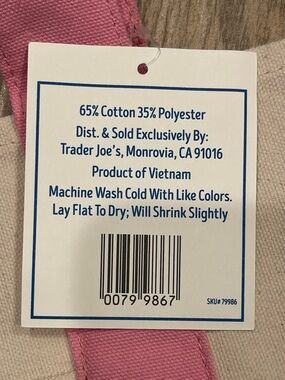 65% Cotton 35% Polyester
Dist. & Sold Exclusively By:
Trader Joe's, Monrovia, CA 91016
Product of Vietnam
Machine Wash Cold With Like Colors.
Lay Flat To Dry; Will Shrink Slightly
0079 9867
SKU# 79986